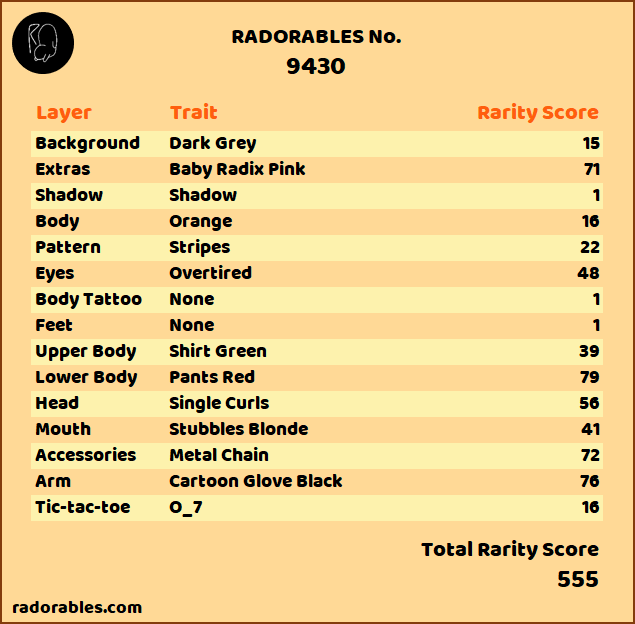 RADORABLES No.
9430
Layer Trait Rarity Score
Background Dark Grey 15
Extras Baby Radix Pink 71
Shadow Shadow 1
Body Orange 16
Pattern Stripes 22
Eyes Overtired 48
Body Tattoo None 1
Feet None 1
Upper Body Shirt Green 39
Lower Body Pants Red 79
Head Single Curls 56
Mouth Stubbles Blonde 41
Accessories Metal Chain 72
Arm Cartoon Glove Black 76
Tic-tac-toe O_7 16
Total Rarity Score
555
radorables.com